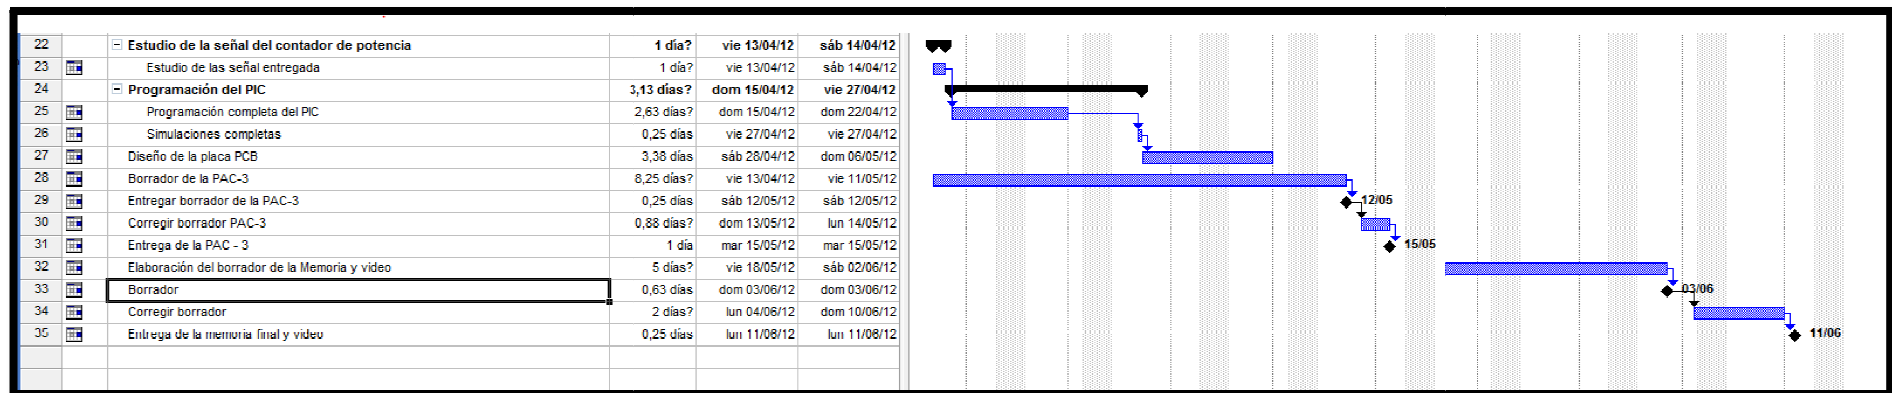 22 Estudio de la señal del contador de potencia 1 día? vie 13/04/12 sáb 14/04/12
23 Estudio de las señal entregada 1 día? vie 13/04/12 sáb 14/04/12
24 Programación del PIC 3,13 días? dom 15/04/12 vie 27/04/12
25 Programación completa del PIC 2,63 días? dom 15/04/12 dom 22/04/12
26 Simulaciones completas 0,25 días vie 27/04/12 vie 27/04/12
27 Diseño de la placa PCB 3,38 días sáb 28/04/12 dom 06/05/12
28 Borrador de la PAC-3 8,25 días? vie 13/04/12 vie 11/05/12
29 Entregar borrador de la PAC-3 0,25 días sáb 12/05/12 sáb 12/05/12 12/05
30 Corregir borrador PAC-3 0,88 días? dom 13/05/12 lun 14/05/12
31 Entrega de la PAC - 3 1 día mar 15/05/12 mar 15/05/12 15/05
32 Elaboración del borrador de la Memoria y video 5 días? vie 18/05/12 sáb 02/06/12
33 Borrador 0,63 días dom 03/06/12 dom 03/06/12 03/06
34 Corregir borrador 2 días? lun 04/06/12 dom 10/06/12
35 Entrega de la memoria final y video 0,25 días lun 11/06/12 lun 11/06/12 11/06